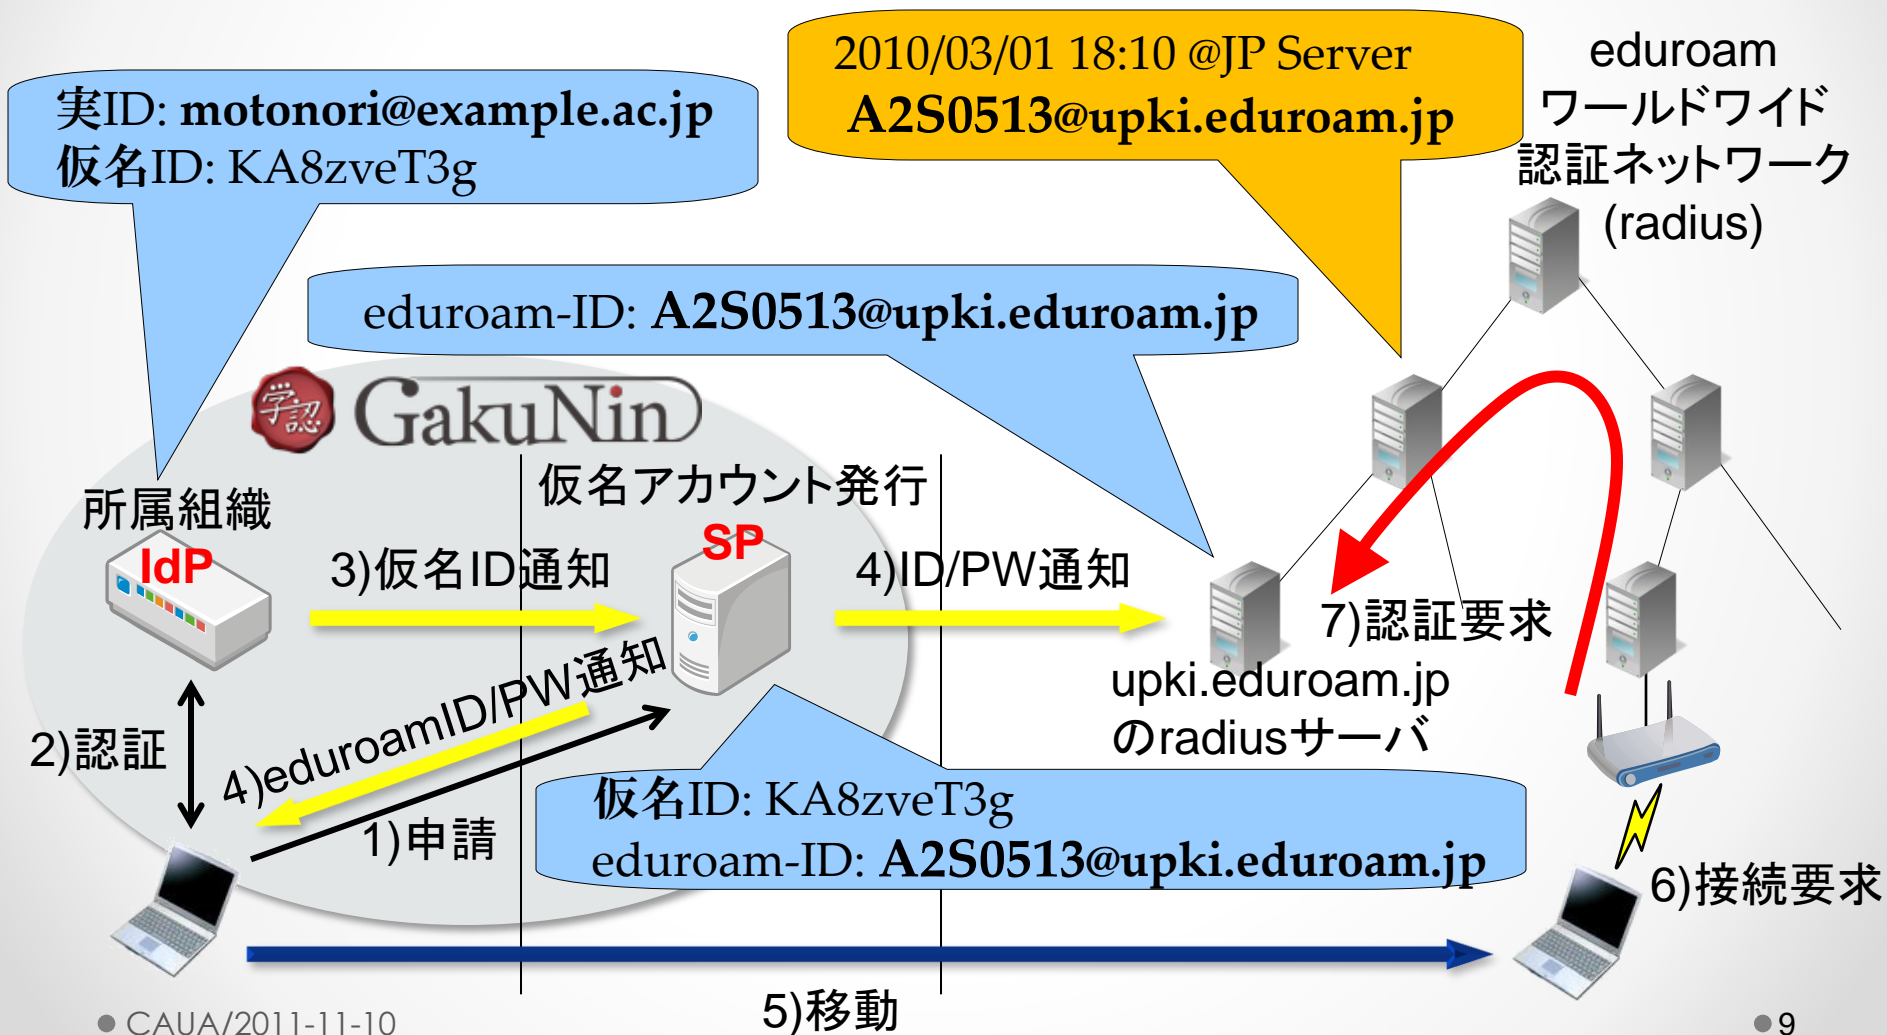 2010/03/01 18:10 @JP Server
A2S0513@upki.eduroam.jp
eduroam
ワールドワイド
認証ネットワーク
(radius)
実ID: motonori@example.ac.jp
仮名ID: KA8zveT3g
eduroam-ID: A2S0513@upki.eduroam.jp
学認
GakuNin
所属組織
IdP
仮名アカウント発行
SP
3)仮名ID通知
4)ID/PW通知
7)認証要求
upki.eduroam.jp
のradiusサーバ
2)認証
4)eduroamID/PW通知
1)申請
仮名ID: KA8zveT3g
eduroam-ID: A2S0513@upki.eduroam.jp
6)接続要求
5)移動
CAUA/2011-11-10
9